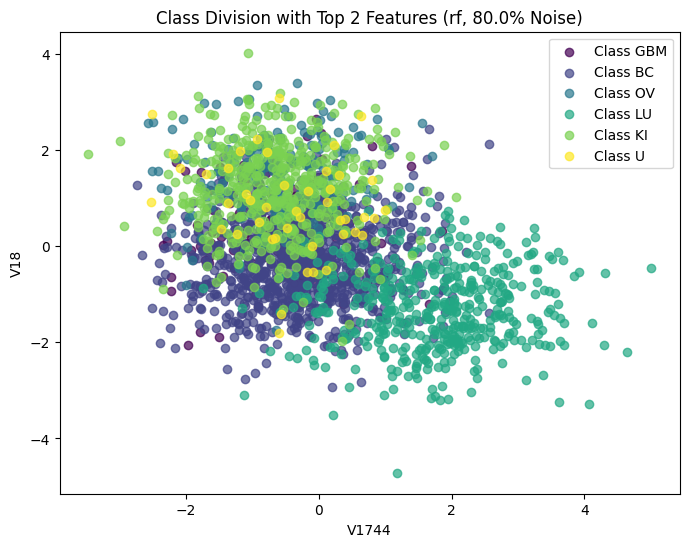 Class Division with Top 2 Features (rf, 80.0% Noise)
Class GBM
Class BC
Class OV
Class LU
Class KI
Class U
4
2
0
−2
−4
V18
−2
0
2
4
V1744